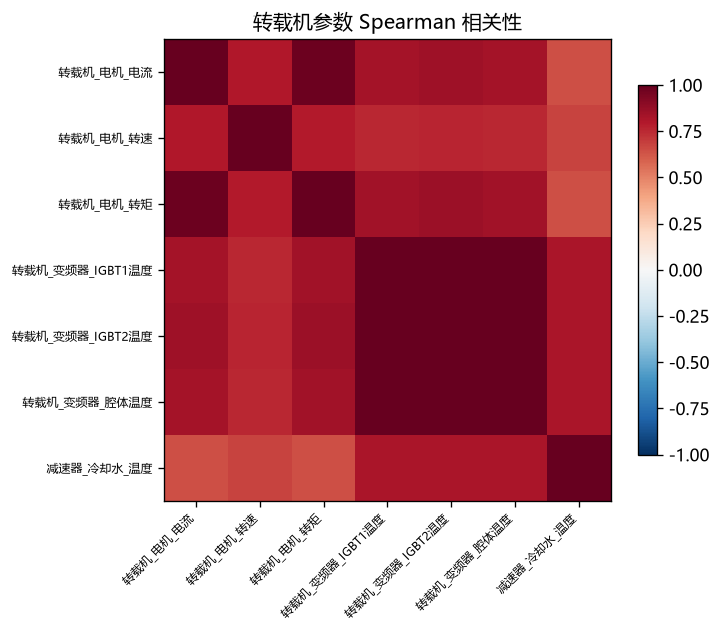 转载机参数 Spearman 相关性
转载机_电机_电流
转载机_电机_转速
转载机_电机_转矩
转载机_变频器_IGBT1温度
转载机_变频器_IGBT2温度
转载机_变频器_腔体温度
减速器_冷却水_温度
转载机_电机_电流
转载机_电机_转速
转载机_电机_转矩
转载机_变频器_IGBT1温度
转载机_变频器_IGBT2温度
转载机_变频器_腔体温度
减速器_冷却水_温度
1.00
0.75
0.50
0.25
0.00
-0.25
-0.50
-0.75
-1.00